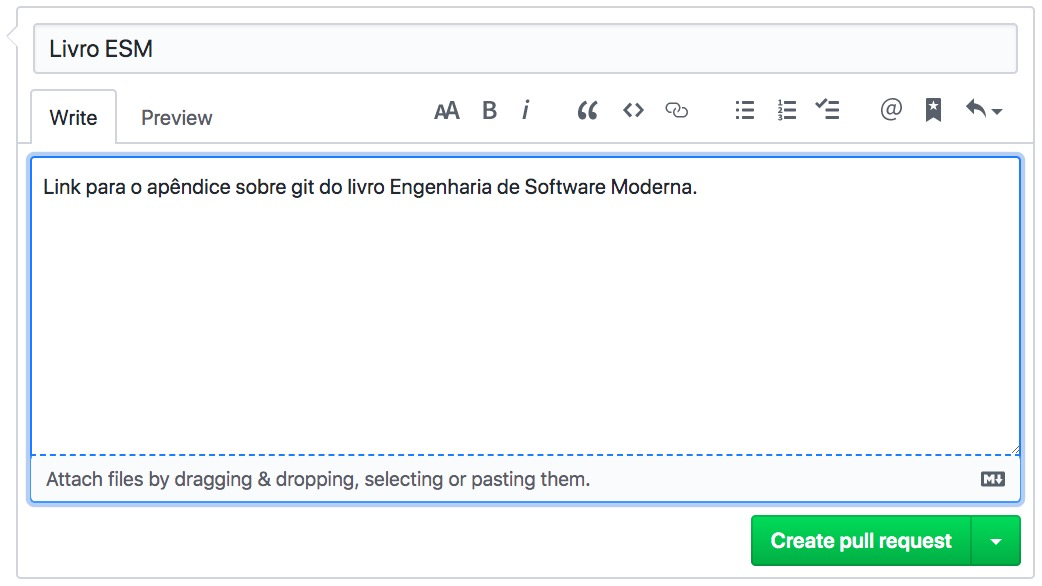 Livro ESM
Write Preview AA B i @
Link para o apêndice sobre git do livro Engenharia de Software Moderna.
Attach files by dragging & dropping, selecting or pasting them.
Create pull request